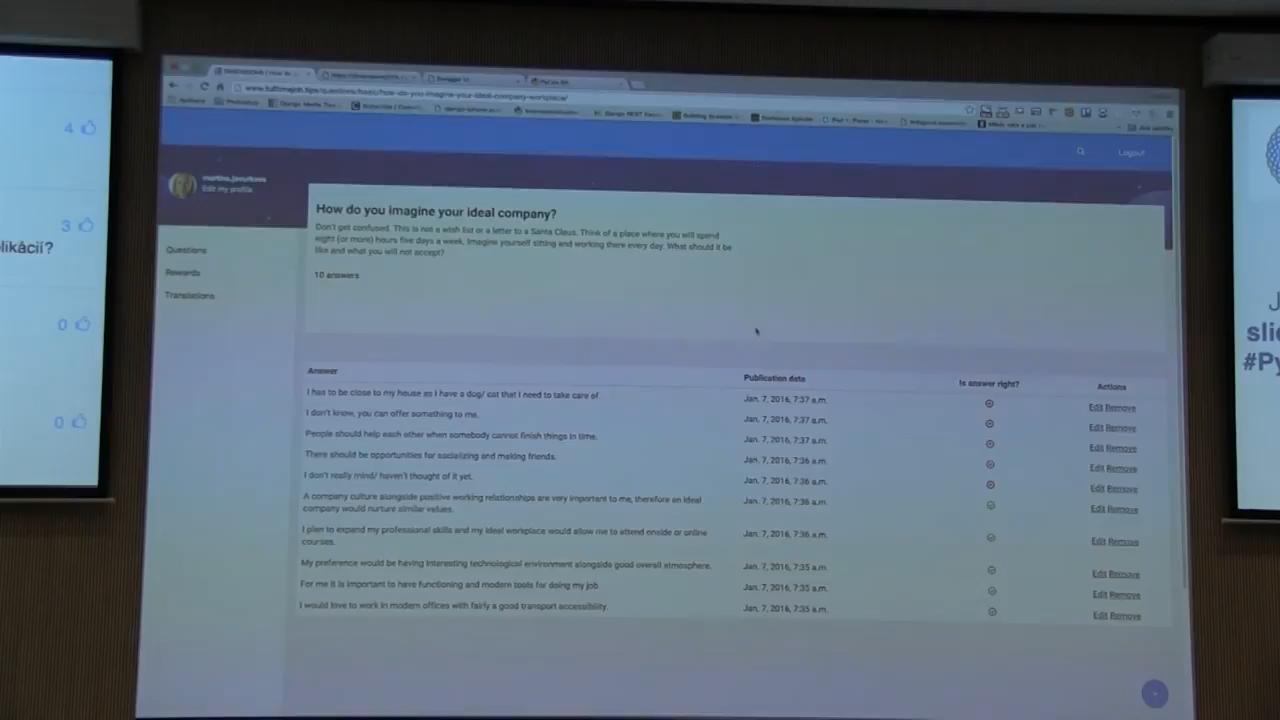 4
3
likácií?
0
0
Logout
Edit my profile
Questions
Rewards
Translations
How do you imagine your ideal company?
Don't get confused. This is not a wish list or a letter to a Santa Claus. Think of a place where you will spend
eight (or more) hours five days a week. Imagine yourself sitting and working there every day. What should it be
like and what you will not accept?
10 answers
Answer Publication date Is answer right? Actions
I has to be close to my house as I have a dog/ cat that I need to take care of. Jan. 7, 2016, 7:37 a.m. Edit Remove
I don't know, you can offer something to me. Jan. 7, 2016, 7:37 a.m. Edit Remove
People should help each other when somebody cannot finish things in time. Jan. 7, 2016, 7:37 a.m. Edit Remove
There should be opportunities for socializing and making friends. Jan. 7, 2016, 7:36 a.m. Edit Remove
I don't really mind/ haven't thought of it yet. Jan. 7, 2016, 7:36 a.m. Edit Remove
A company culture alongside positive working relationships are very important to me, therefore an ideal
company would nurture similar values. Jan. 7, 2016, 7:36 a.m. Edit Remove
I plan to expand my professional skills and my ideal workplace would allow me to attend onside or online
courses. Jan. 7, 2016, 7:36 a.m. Edit Remove
My preference would be having interesting technological environment alongside good overall atmosphere. Jan. 7, 2016, 7:35 a.m. Edit Remove
For me it is important to have functioning and modern tools for doing my job. Jan. 7, 2016, 7:35 a.m. Edit Remove
I would love to work in modern offices with fairly a good transport accessibility. Jan. 7, 2016, 7:35 a.m. Edit Remove
J
sli
#Py